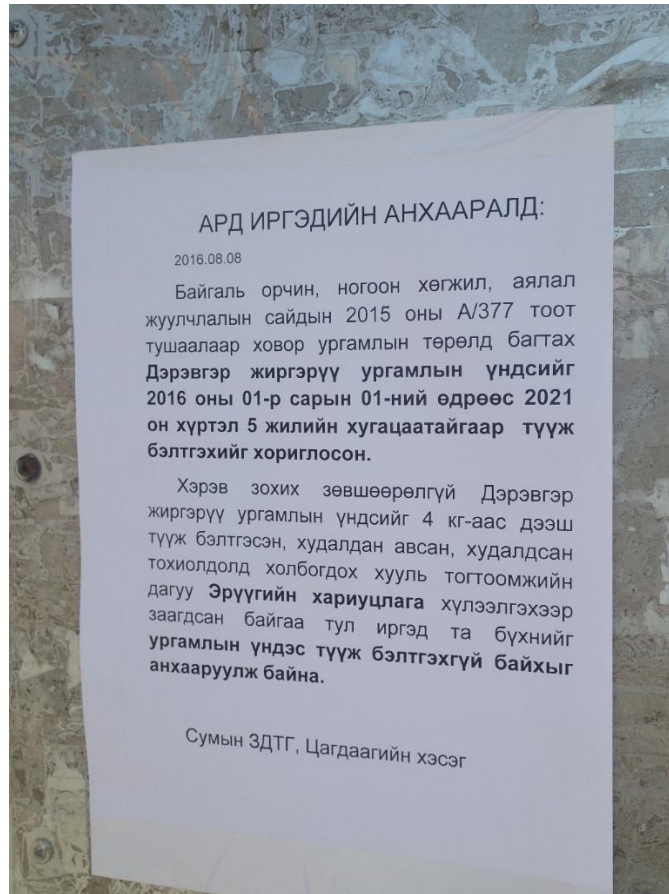 АРД ИРГЭДИЙН АНХААРАЛД:
2016.08.08
Байгаль орчин, ногоон хөгжил, аялал
жуулчлалын сайдын 2015 оны А/377 тоот
тушаалаар ховор ургамлын төрөлд багтах
Дэрэвгэр жиргэрүү ургамлын үндсийг
2016 оны 01-р сарын 01-ний өдрөөс 2021
он хүртэл 5 жилийн хугацаатайгаар түүж
бэлтгэхийг хориглосон.
Хэрэв зохих зөвшөөрөлгүй Дэрэвгэр
жиргэрүү ургамлын үндсийг 4 кг-аас дээш
түүж бэлтгэсэн, худалдан авсан, худалдсан
тохиолдолд холбогдох хууль тогтоомжийн
дагуу Эрүүгийн хариуцлага хүлээлгэхээр
заагдсан байгаа тул иргэд та бүхнийг
ургамлын үндэс түүж бэлтгэхгүй байхыг
анхааруулж байна.
Сумын ЗДТГ, Цагдаагийн хэсэг